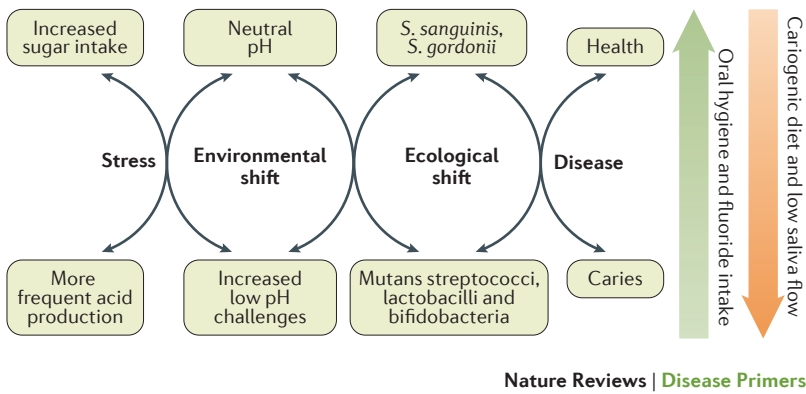 Increased
sugar intake
Neutral
pH
S. sanguinis,
S. gordonii
Health
Stress
Environmental
shift
Ecological
shift
Disease
More
frequent acid
production
Increased
low pH
challenges
Mutans streptococci,
lactobacilli and
bifidobacteria
Caries
Oral hygiene and fluoride intake
Cariogenic diet and low saliva flow
Nature Reviews | Disease Primers